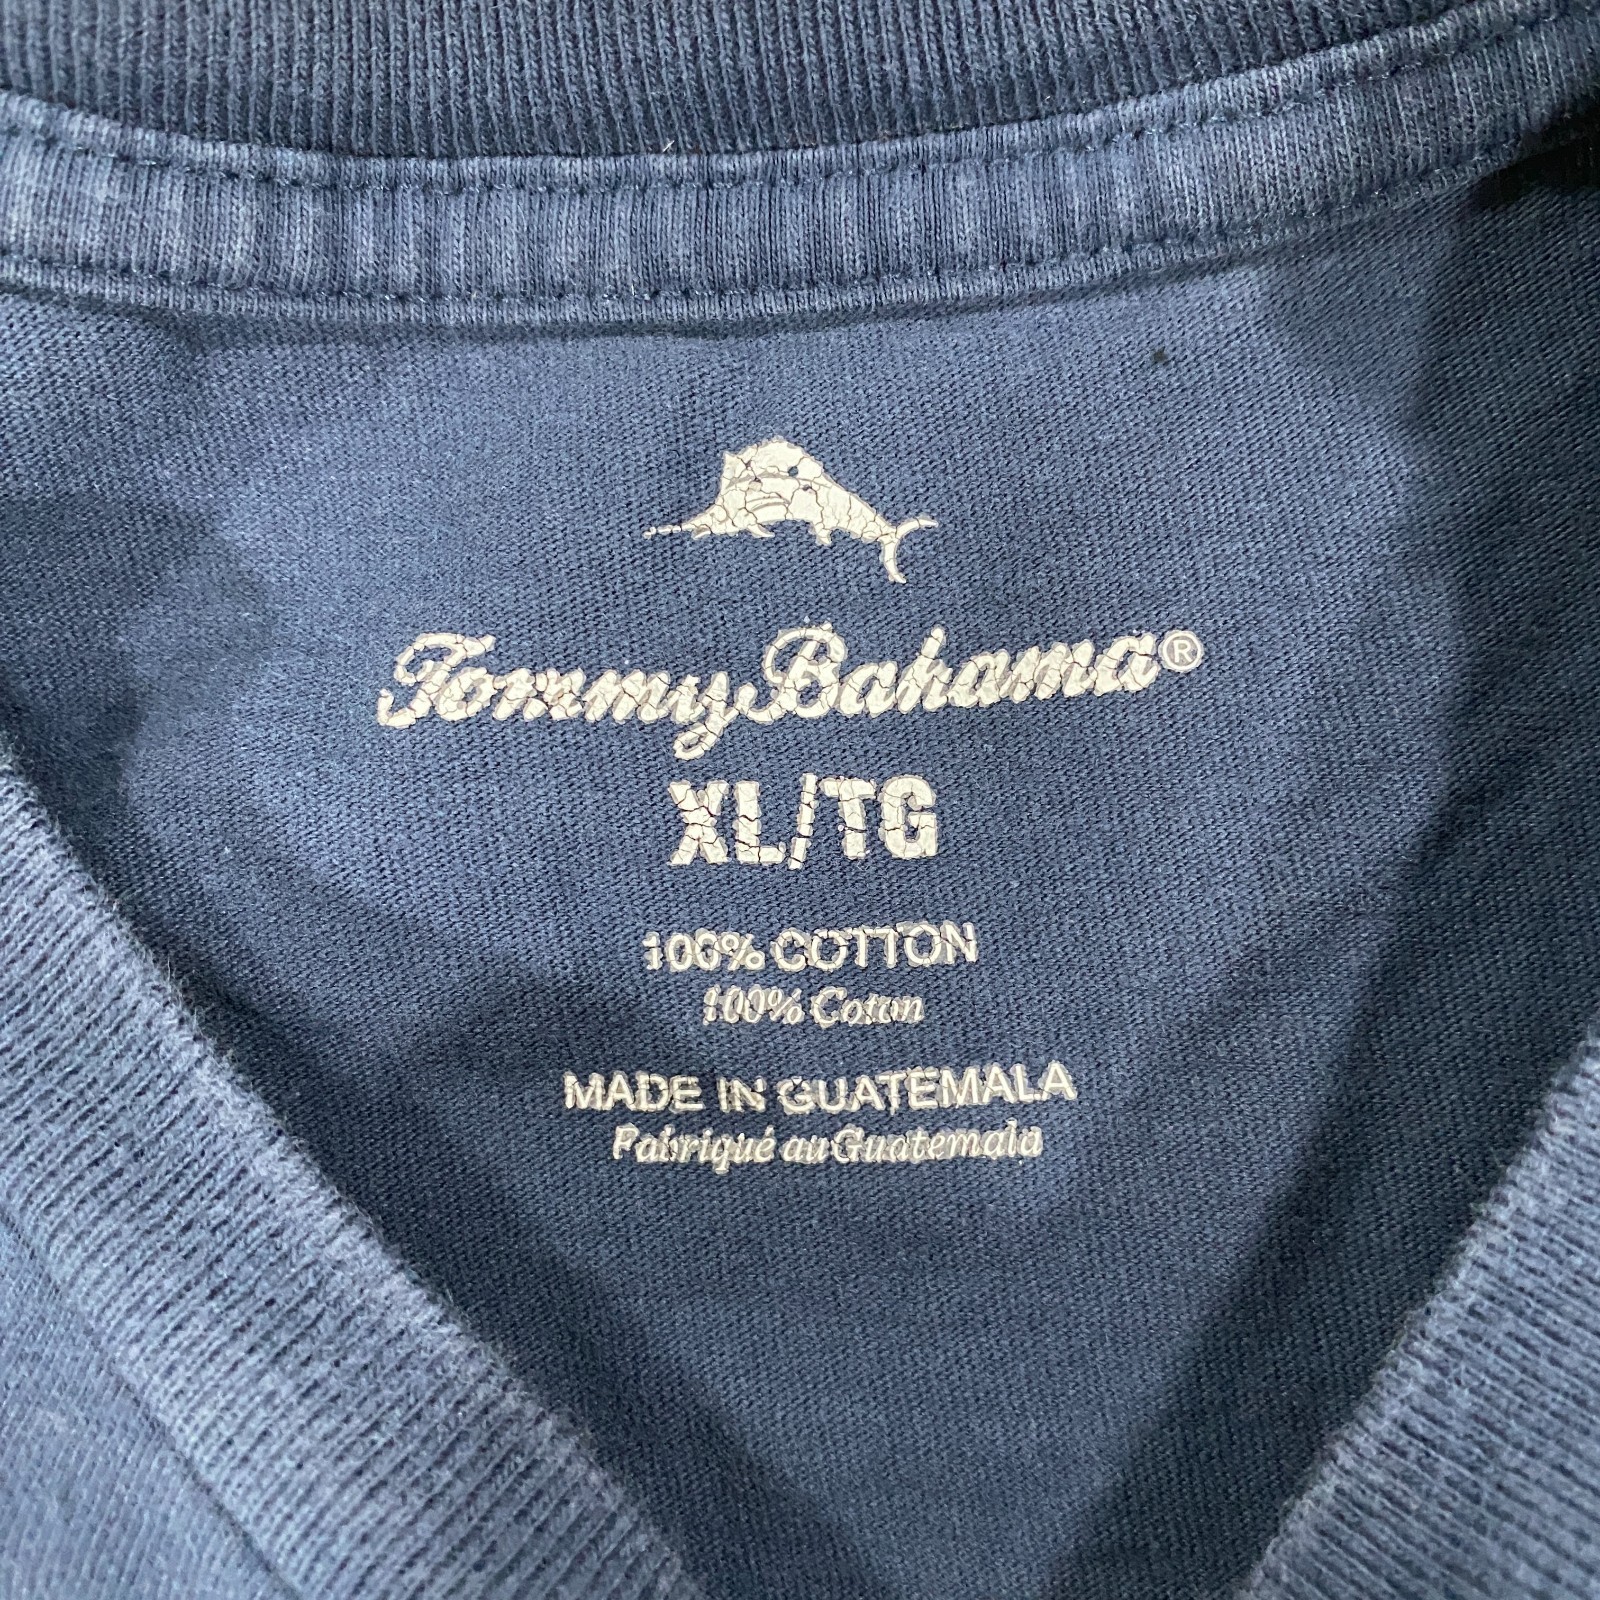 Tommy Bahama®
XL/TG
100% COTTON
100% Coton
MADE IN GUATEMALA
Fabriqué au Guatemala